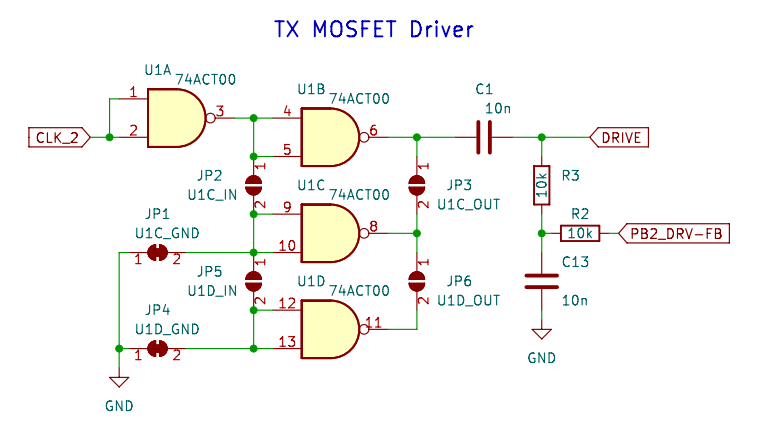 TX MOSFET Driver
U1A
74ACT00
1
2
3
CLK_2
U1B
74ACT00
4
5
6
C1
10n
DRIVE
JP2
U1C_IN
1
2
U1C
74ACT00
9
10
8
1
2
JP3
U1C_OUT
R3
10k
R2
10k
PB2_DRV-FB
JP1
U1C_GND
1
2
JP5
U1D_IN
1
2
U1D
74ACT00
12
13
11
1
2
JP6
U1D_OUT
C13
10n
GND
JP4
U1D_GND
1
2
GND